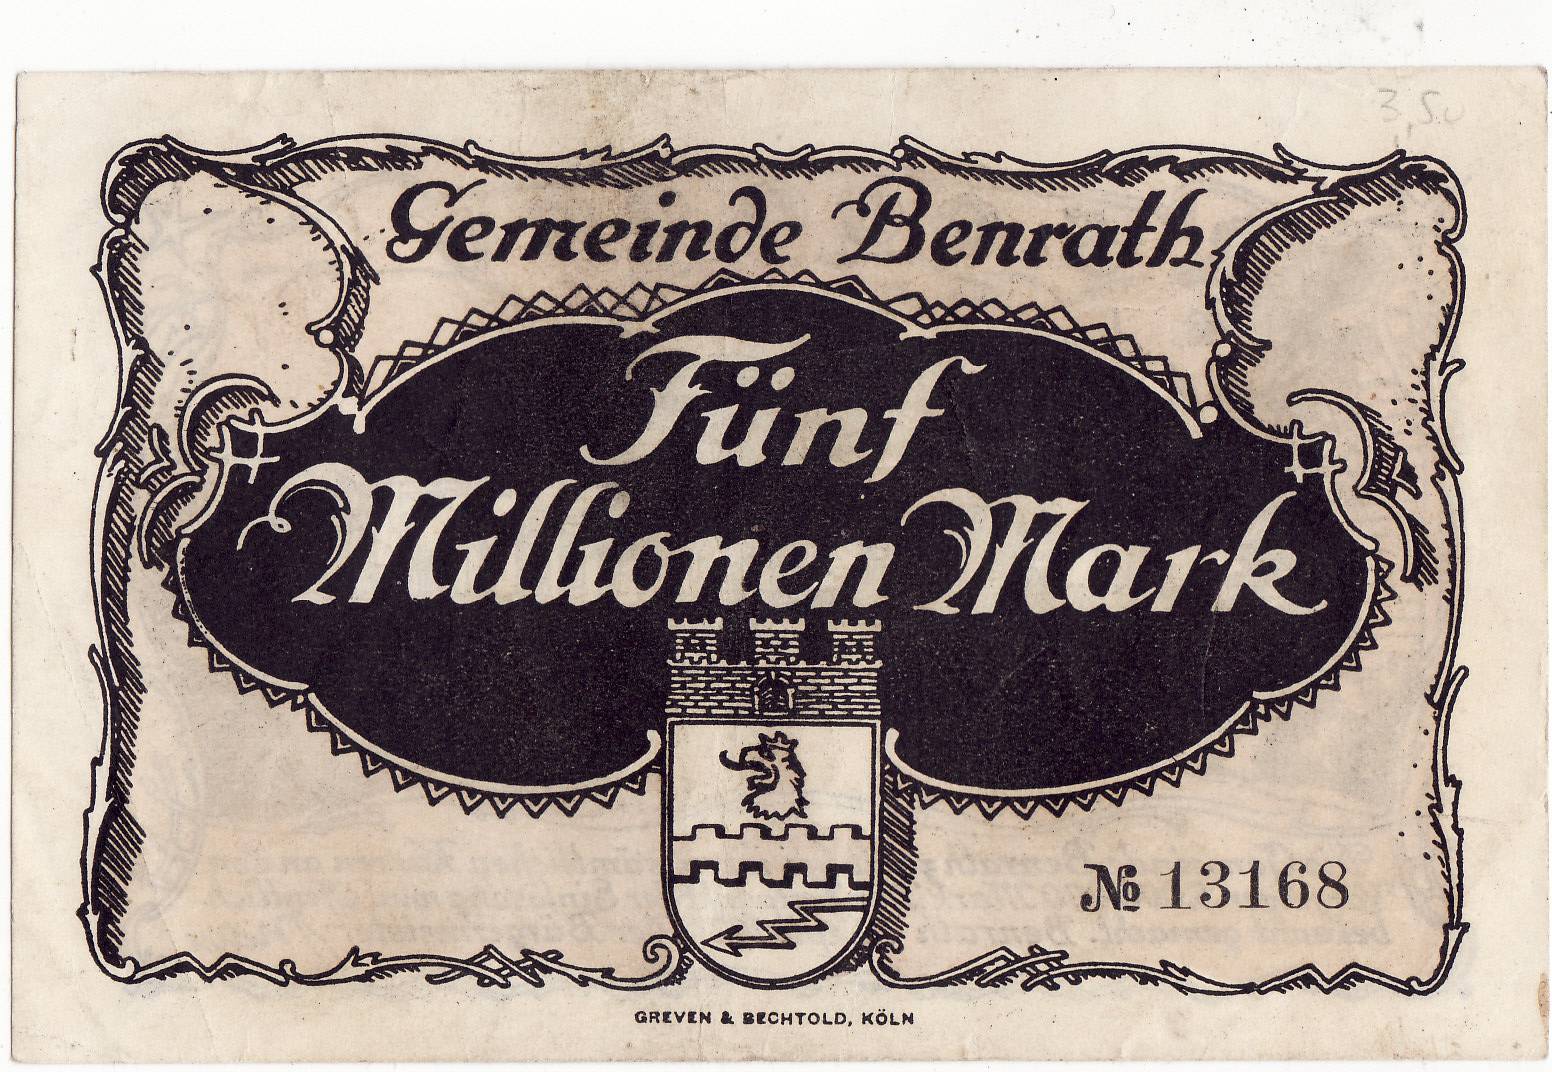 3,50
Gemeinde Benrath
Fünf
Millionen Mark
№ 13168
GREVEN & BECHTOLD, KÖLN